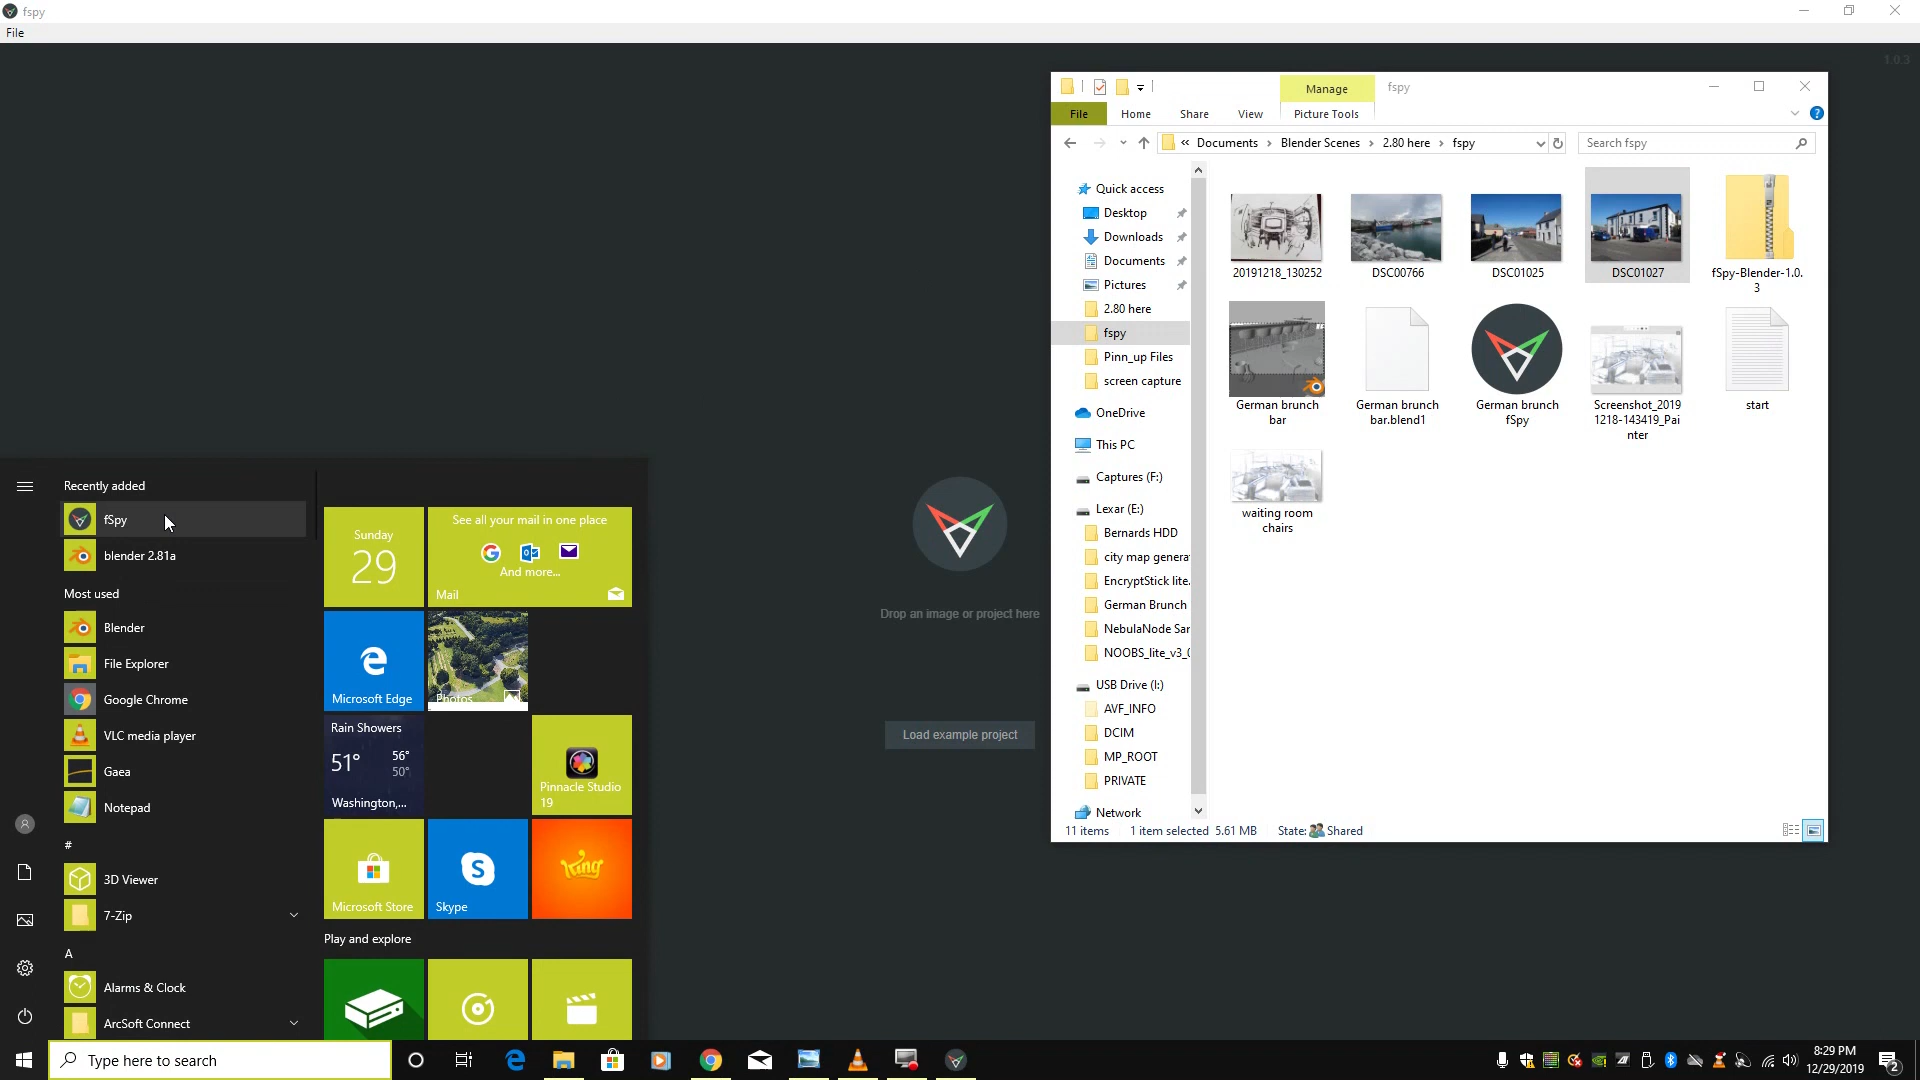 fspy
File
1.0.3
Manage
fspy
File
Home
Share
View
Picture Tools
« Documents > Blender Scenes > 2.80 here > fspy
Search fspy
Quick access
Desktop
Downloads
Documents
Pictures
2.80 here
fspy
Pinn_up Files
screen capture
OneDrive
This PC
Captures (F:)
Lexar (E:)
Bernards HDD
city map genera
EncryptStick lite.
German Brunch
NebulaNode Sar
NOOBS_lite_v3_0
USB Drive (I:)
AVF_INFO
DCIM
MP_ROOT
PRIVATE
Network
20191218_130252
DSC00766
DSC01025
DSC01027
fSpy-Blender-1.0.
3
German brunch
bar
German brunch
bar.blend1
German brunch
fSpy
Screenshot_2019
1218-143419_Pai
nter
start
waiting room
chairs
11 items
1 item selected 5.61 MB
State: Shared
Drop an image or project here
Load example project
Recently added
fSpy
blender 2.81a
Most used
Blender
File Explorer
Google Chrome
VLC media player
Gaea
Notepad
#
3D Viewer
7-Zip
A
Alarms & Clock
ArcSoft Connect
Sunday
29
See all your mail in one place
And more...
Mail
Microsoft Edge
Photos
Rain Showers
51°
56°
50°
Washington,...
Pinnacle Studio
19
Microsoft Store
Skype
King
Play and explore
Type here to search
8:29 PM
12/29/2019
2